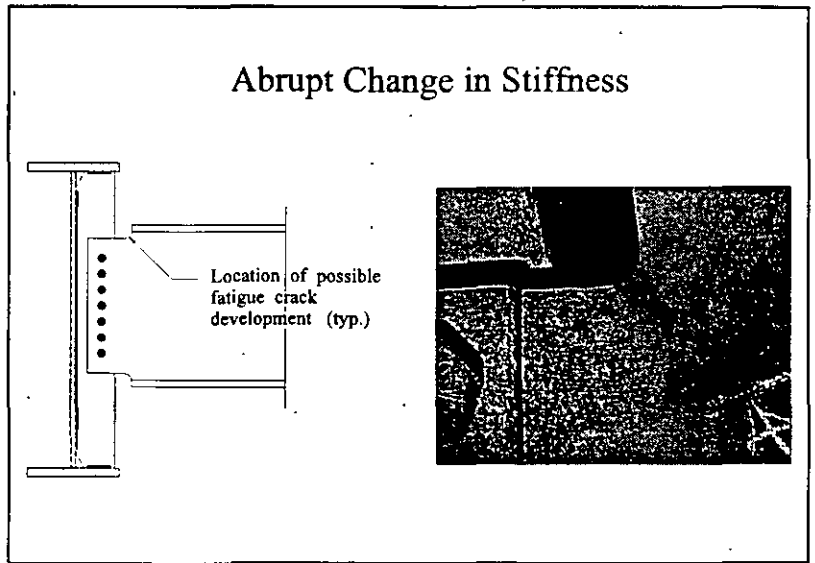 Abrupt Change in Stiffness
Location of possible
fatigue crack
development (typ.)